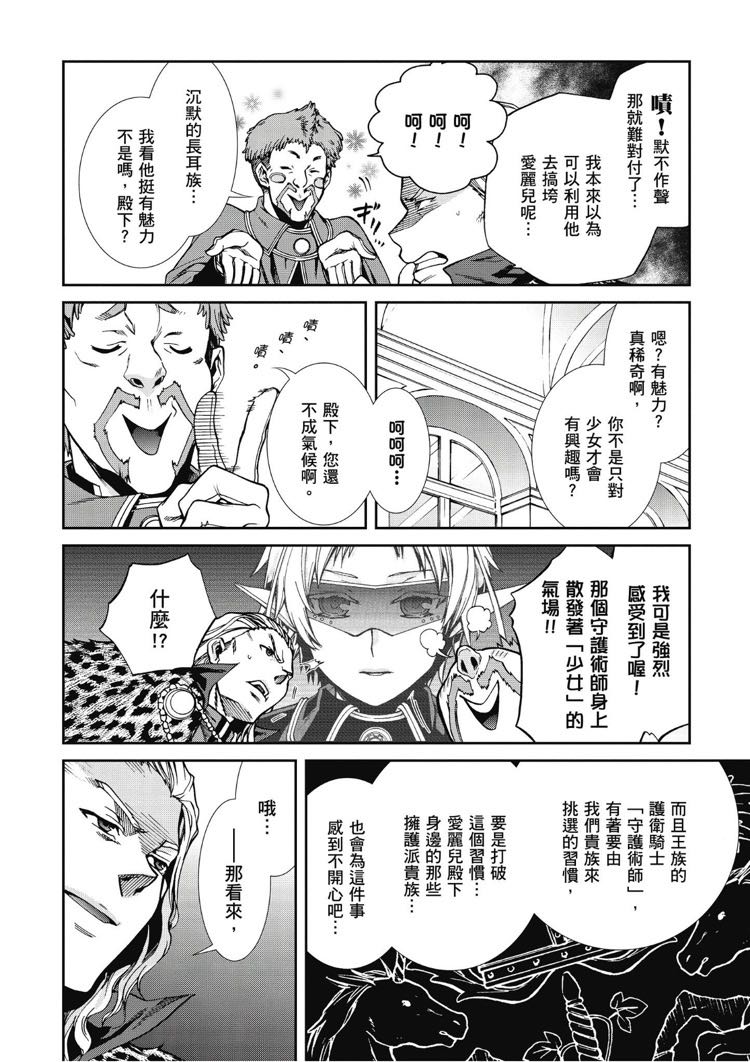 嘖！默不作聲
那就難對付了…
我本來以為
可以利用他
去搞垮
愛麗兒呢…
呵！
呵！
呵！
沉默的長耳族…
我看他挺有魅力
不是嗎，殿下？
嗯？有魅力？
真稀奇啊，
你不是只對
少女才會
有興趣嗎？
呵呵呵…
殿下，您還
不成氣候啊。
嘖、
嘖、
嘖、
我可是強烈
感受到了喔！
那個守護術師身上
散發著「少女」的
氣場!!
什麼!?
而且王族的
護衛騎士
「守護術師」，
有著要由
我們貴族來
挑選的習慣，
要是打破
這個習慣…
愛麗兒殿下
身邊的那些
擁護派貴族…
也會為這件事
感到不開心吧…
哦…
──那看來，